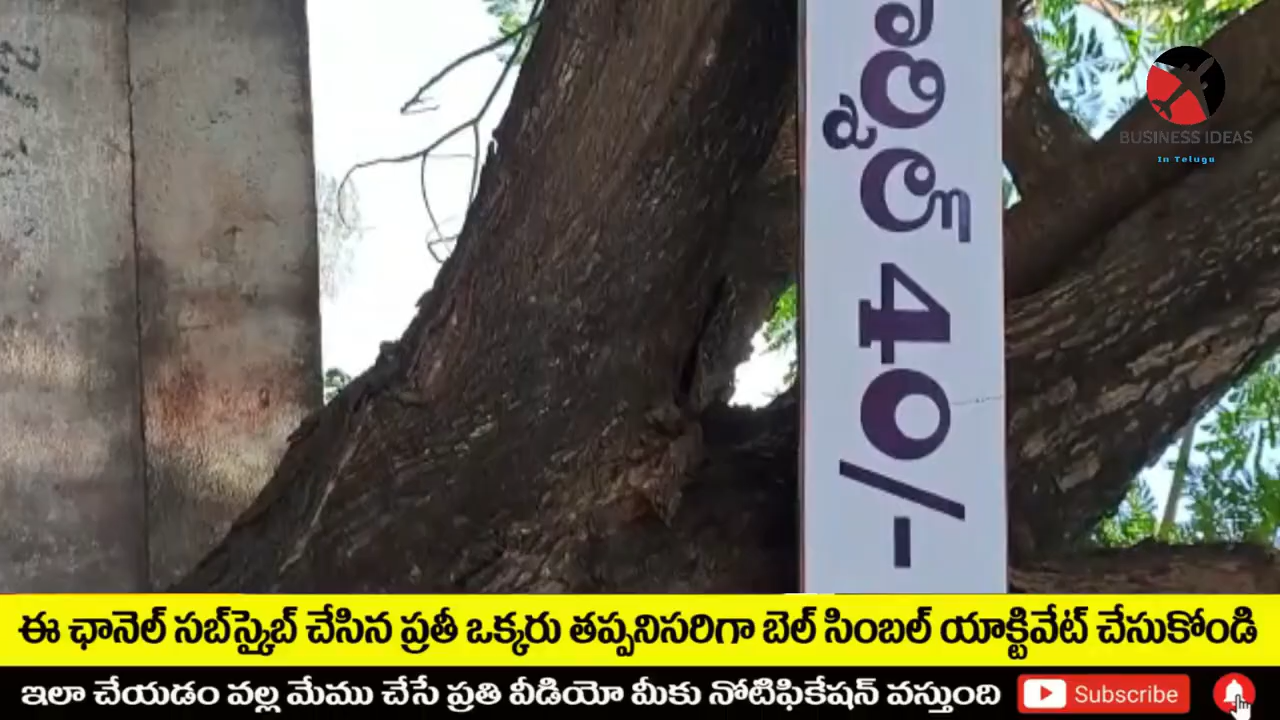 40/-
BUSINESS IDEAS
In Telugu
ఈ ఛానెల్ సబ్‌స్క్రైబ్ చేసిన ప్రతీ ఒక్కరు తప్పనిసరిగా బెల్ సింబల్ యాక్టివేట్ చేసుకోండి
ఇలా చేయడం వల్ల మేము చేసే ప్రతి వీడియో మీకు నోటిఫికేషన్ వస్తుంది
Subscribe